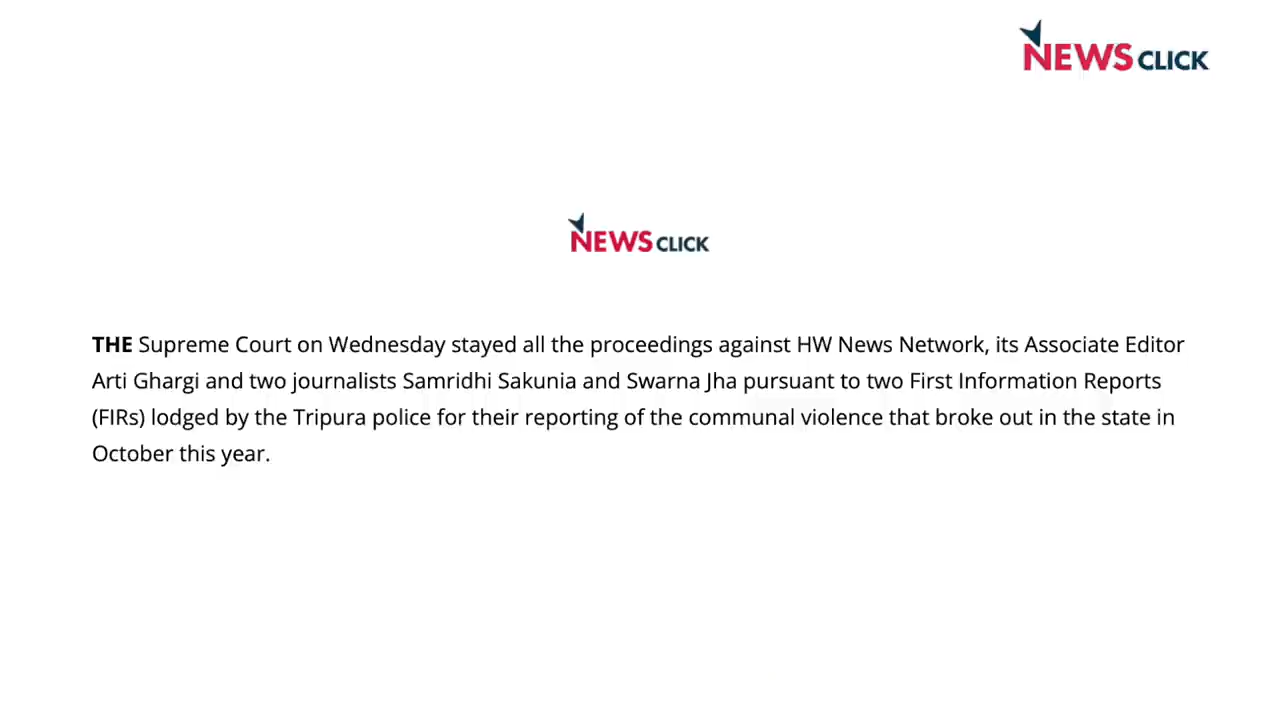 NEWS CLICK
NEWS CLICK
THE Supreme Court on Wednesday stayed all the proceedings against HW News Network, its Associate Editor
Arti Ghargi and two journalists Samridhi Sakunia and Swarna Jha pursuant to two First Information Reports
(FIRs) lodged by the Tripura police for their reporting of the communal violence that broke out in the state in
October this year.